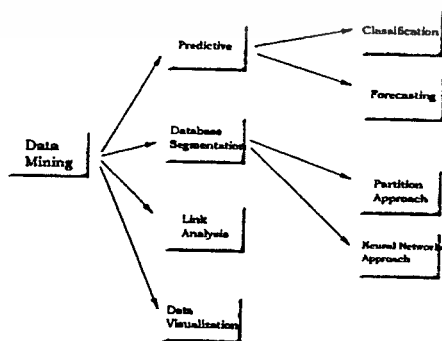 Predictive
Classification
Forecasting
Data
Mining
Database
Segmentation
Partition
Approach
Link
Analysis
Neural Network
Approach
Data
Visualization